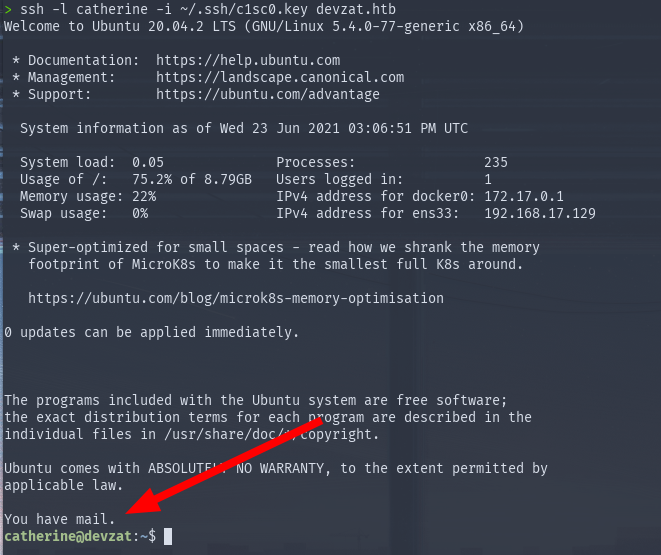 > ssh -l catherine -i ~/.ssh/c1sc0.key devzat.htb
Welcome to Ubuntu 20.04.2 LTS (GNU/Linux 5.4.0-77-generic x86_64)
* Documentation: https://help.ubuntu.com
* Management: https://landscape.canonical.com
* Support: https://ubuntu.com/advantage
System information as of Wed 23 Jun 2021 03:06:51 PM UTC
System load: 0.05 Processes: 235
Usage of /: 75.2% of 8.79GB Users logged in: 1
Memory usage: 22% IPv4 address for docker0: 172.17.0.1
Swap usage: 0% IPv4 address for ens33: 192.168.17.129
* Super-optimized for small spaces - read how we shrank the memory
footprint of MicroK8s to make it the smallest full K8s around.
https://ubuntu.com/blog/microk8s-memory-optimisation
0 updates can be applied immediately.
The programs included with the Ubuntu system are free software;
the exact distribution terms for each program are described in the
individual files in /usr/share/doc/*/copyright.
Ubuntu comes with ABSOLUTELY NO WARRANTY, to the extent permitted by
applicable law.
You have mail.
catherine@devzat:~$